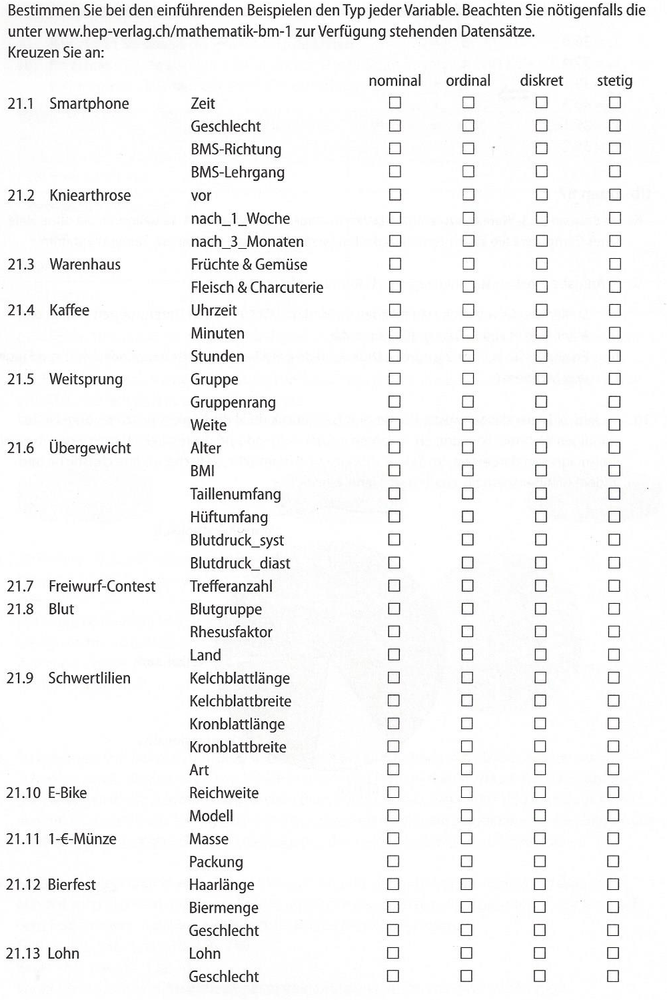 Bestimmen Sie bei den einführenden Beispielen den Typ jeder Variable. Beachten Sie nötigenfalls die
unter www.hep-verlag.ch/mathematik-bm-1 zur Verfügung stehenden Datensätze.
Kreuzen Sie an:
nominal ordinal diskret stetig
21.1 Smartphone Zeit ☐ ☐ ☐ ☐
Geschlecht ☐ ☐ ☐ ☐
BMS-Richtung ☐ ☐ ☐ ☐
BMS-Lehrgang ☐ ☐ ☐ ☐
21.2 Kniearthrose vor ☐ ☐ ☐ ☐
nach_1_Woche ☐ ☐ ☐ ☐
nach_3_Monaten ☐ ☐ ☐ ☐
21.3 Warenhaus Früchte & Gemüse ☐ ☐ ☐ ☐
Fleisch & Charcuterie ☐ ☐ ☐ ☐
21.4 Kaffee Uhrzeit ☐ ☐ ☐ ☐
Minuten ☐ ☐ ☐ ☐
Stunden ☐ ☐ ☐ ☐
21.5 Weitsprung Gruppe ☐ ☐ ☐ ☐
Gruppenrang ☐ ☐ ☐ ☐
Weite ☐ ☐ ☐ ☐
21.6 Übergewicht Alter ☐ ☐ ☐ ☐
BMI ☐ ☐ ☐ ☐
Taillenumfang ☐ ☐ ☐ ☐
Hüftumfang ☐ ☐ ☐ ☐
Blutdruck_syst ☐ ☐ ☐ ☐
Blutdruck_diast ☐ ☐ ☐ ☐
21.7 Freiwurf-Contest Trefferanzahl ☐ ☐ ☐ ☐
21.8 Blut Blutgruppe ☐ ☐ ☐ ☐
Rhesusfaktor ☐ ☐ ☐ ☐
Land ☐ ☐ ☐ ☐
21.9 Schwertlilien Kelchblattlänge ☐ ☐ ☐ ☐
Kelchblattbreite ☐ ☐ ☐ ☐
Kronblattlänge ☐ ☐ ☐ ☐
Kronblattbreite ☐ ☐ ☐ ☐
Art ☐ ☐ ☐ ☐
21.10 E-Bike Reichweite ☐ ☐ ☐ ☐
Modell ☐ ☐ ☐ ☐
21.11 1-€-Münze Masse ☐ ☐ ☐ ☐
Packung ☐ ☐ ☐ ☐
21.12 Bierfest Haarlänge ☐ ☐ ☐ ☐
Biermenge ☐ ☐ ☐ ☐
Geschlecht ☐ ☐ ☐ ☐
21.13 Lohn Lohn ☐ ☐ ☐ ☐
Geschlecht ☐ ☐ ☐ ☐